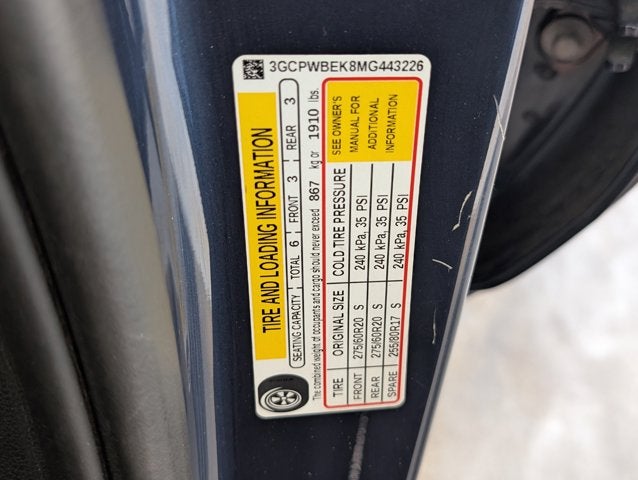 3GCPWBEK8MG443226
TIRE AND LOADING INFORMATION
SEATING CAPACITY TOTAL 6 FRONT 3 REAR 3
The combined weight of occupants and cargo should never exceed 867 kg or 1910 lbs.
TIRE ORIGINAL SIZE COLD TIRE PRESSURE SEE OWNER'S
FRONT 275/60R20 S 240 kPa, 35 PSI MANUAL FOR
REAR 275/60R20 S 240 kPa, 35 PSI ADDITIONAL
SPARE 255/80R17 S 240 kPa, 35 PSI INFORMATION